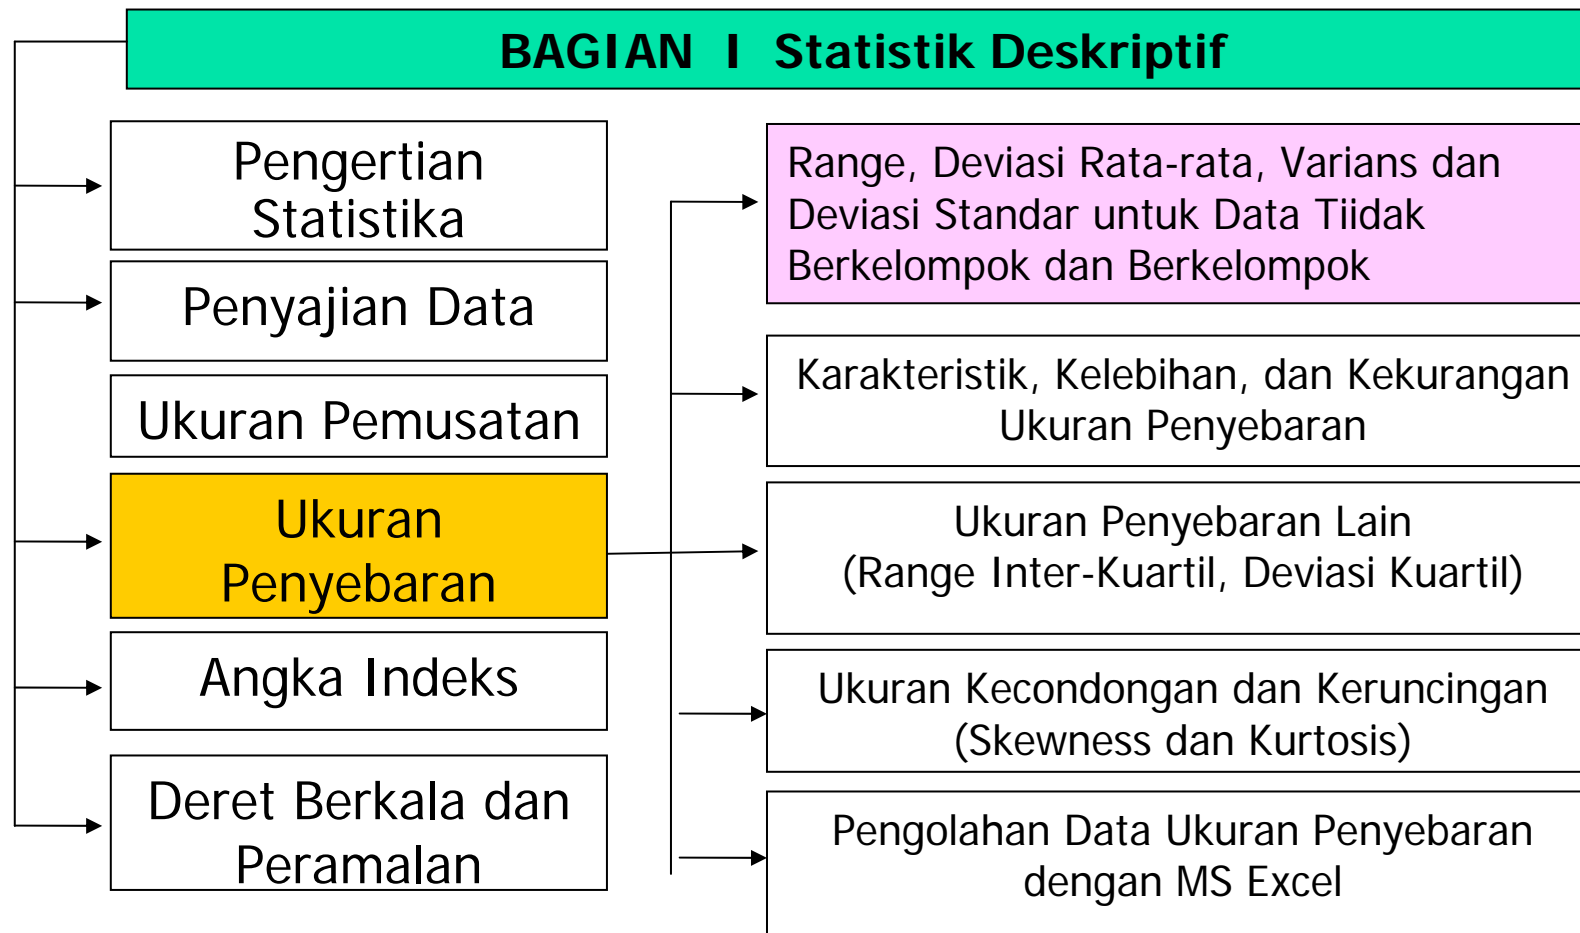 BAGIAN I Statistik Deskriptif
Pengertian
Statistika
Penyajian Data
Ukuran Pemusatan
Ukuran
Penyebaran
Angka Indeks
Deret Berkala dan
Peramalan
Range, Deviasi Rata-rata, Varians dan
Deviasi Standar untuk Data Tiidak
Berkelompok dan Berkelompok
Karakteristik, Kelebihan, dan Kekurangan
Ukuran Penyebaran
Ukuran Penyebaran Lain
(Range Inter-Kuartil, Deviasi Kuartil)
Ukuran Kecondongan dan Keruncingan
(Skewness dan Kurtosis)
Pengolahan Data Ukuran Penyebaran
dengan MS Excel